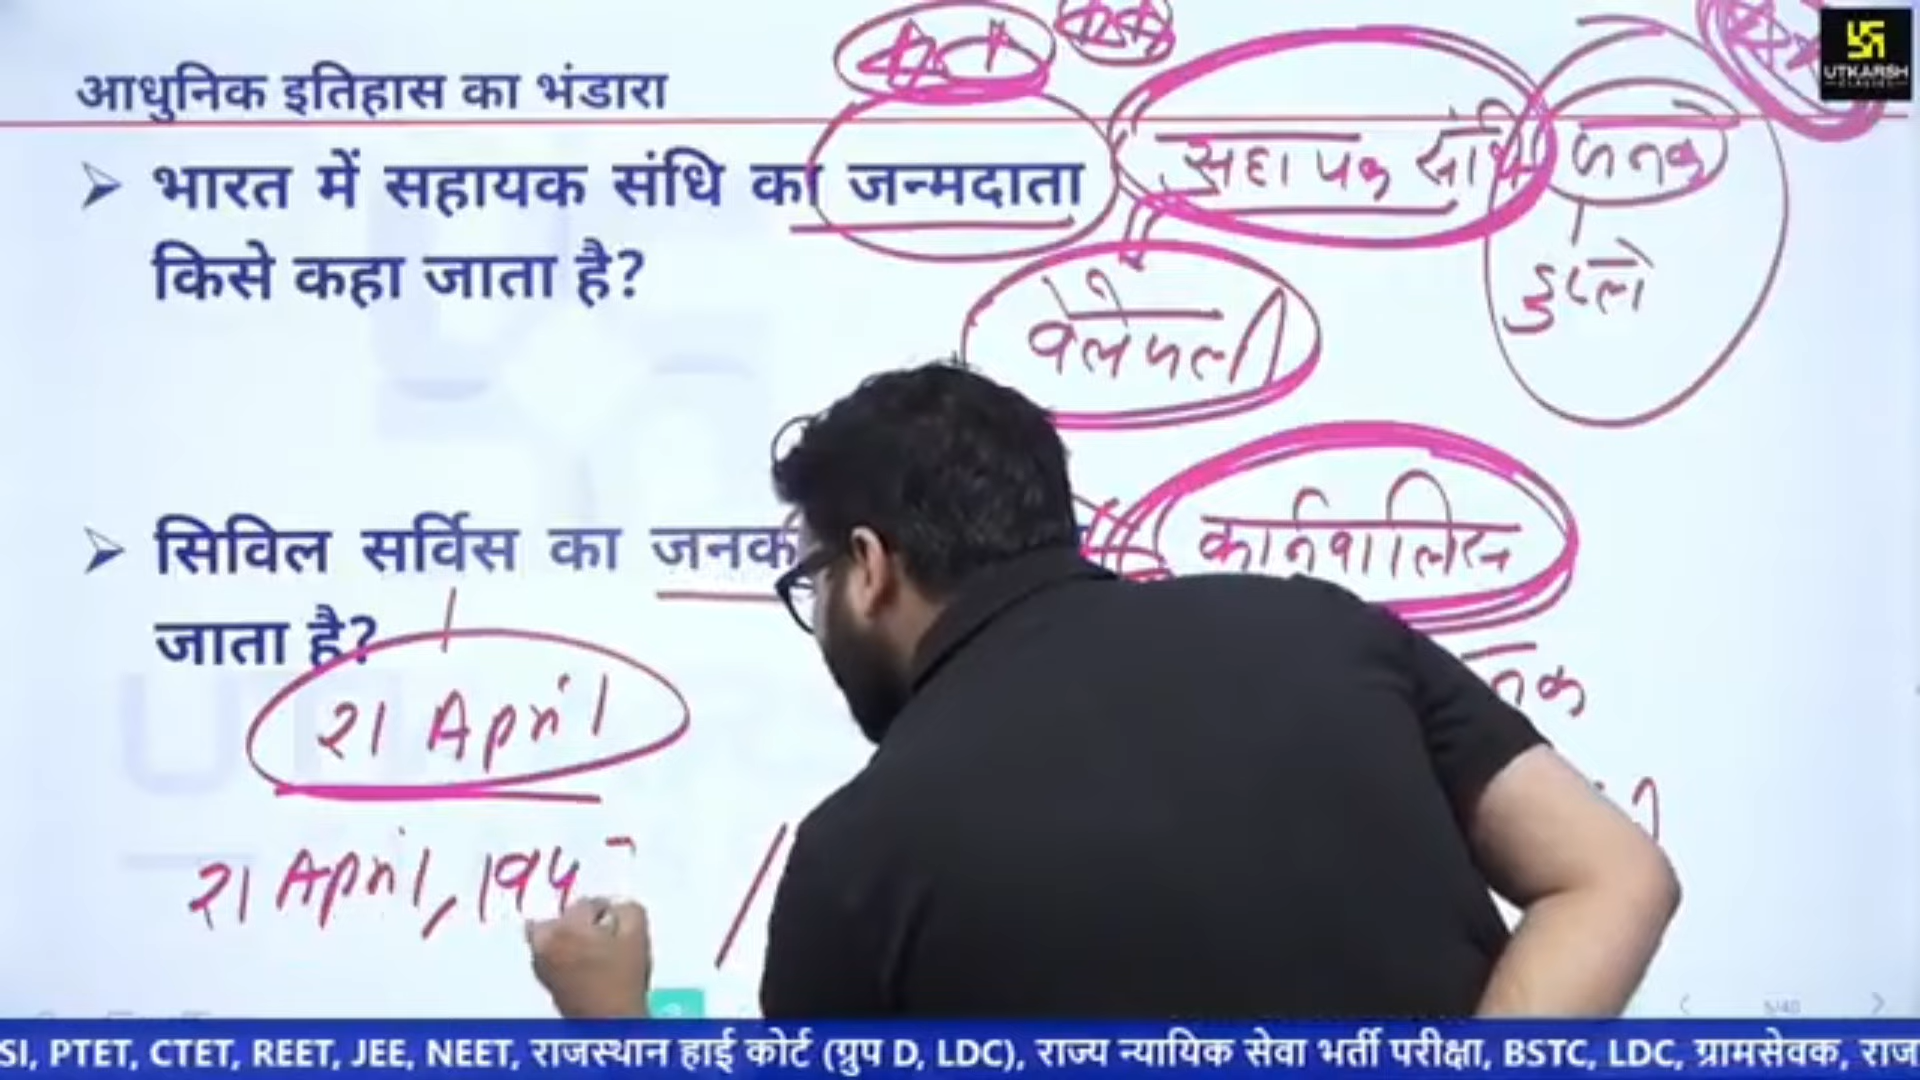 आधुनिक इतिहास का भंडारा
UTKARSH
CLASSES
भारत में सहायक संधि का जन्मदाता
किसे कहा जाता है?
सहायक संधि
जनक
डुप्ले
वेलेजली
सिविल सर्विस का जनक
जाता है?
कार्नवालिस
21 April
21 April, 194
SI, PTET, CTET, REET, JEE, NEET, राजस्थान हाई कोर्ट (ग्रुप D, LDC), राज्य न्यायिक सेवा भर्ती परीक्षा, BSTC, LDC, ग्रामसेवक, राज